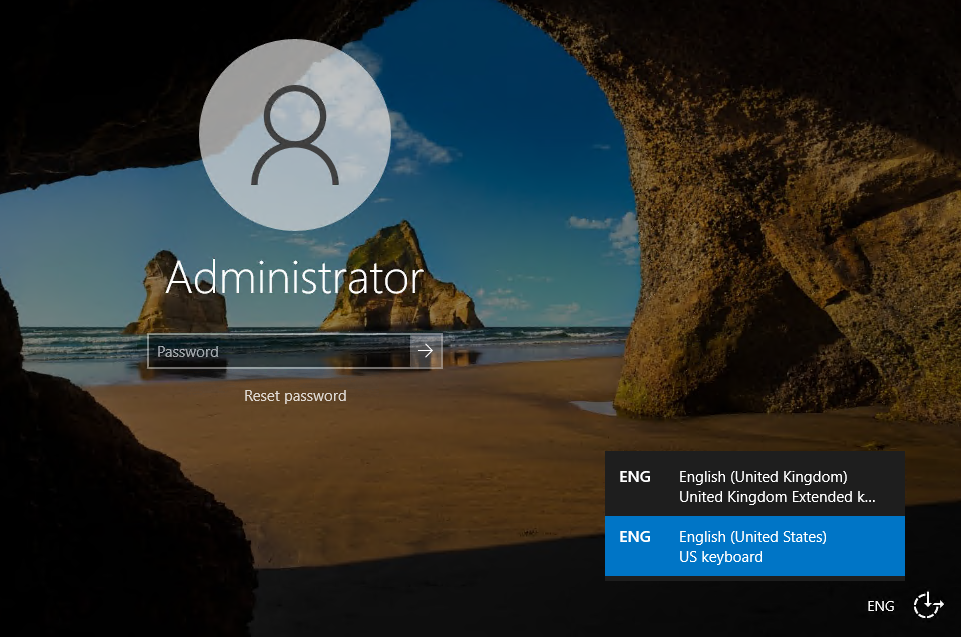 Administrator
Password
Reset password
ENG English (United Kingdom)
United Kingdom Extended k...
ENG English (United States)
US keyboard
ENG